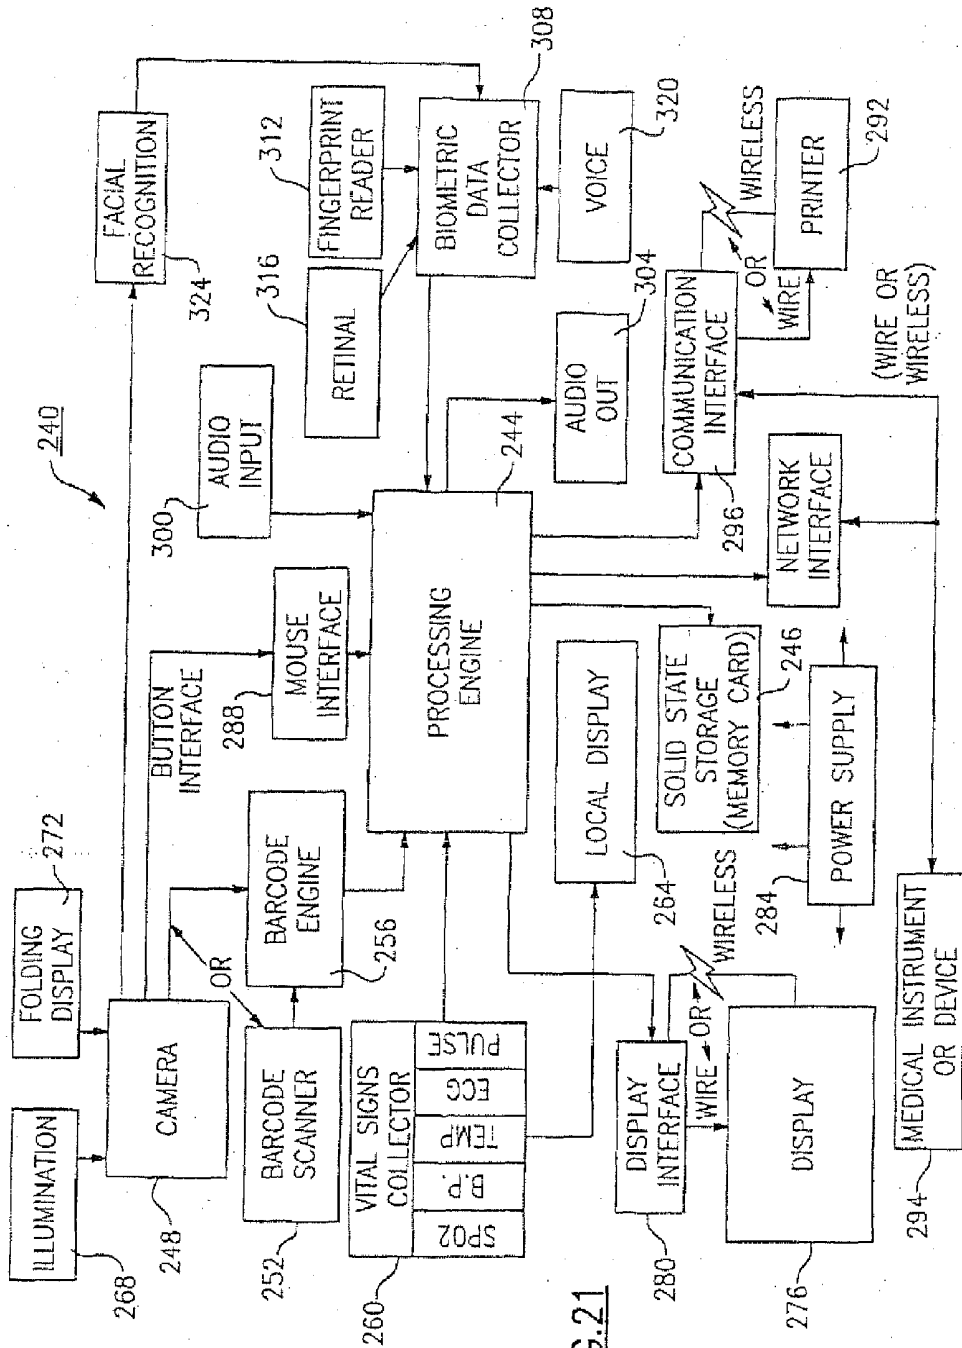 240
ILLUMINATION
268
FOLDING
DISPLAY
272
CAMERA
248
FACIAL
RECOGNITION
324
BUTTON
INTERFACE
OR
BARCODE
SCANNER
252
BARCODE
ENGINE
256
MOUSE
INTERFACE
288
AUDIO
INPUT
300
RETINAL
316
FINGERPRINT
READER
312
BIOMETRIC
DATA
COLLECTOR
308
VOICE
320
VITAL SIGNS
COLLECTOR
SPO2
B.P.
TEMP
ECG
PULSE
260
PROCESSING
ENGINE
244
AUDIO
OUT
304
LOCAL DISPLAY
264
DISPLAY
INTERFACE
280
WIRE
OR
WIRELESS
DISPLAY
276
SOLID STATE
STORAGE
(MEMORY CARD)
246
POWER SUPPLY
284
NETWORK
INTERFACE
COMMUNICATION
INTERFACE
296
WIRE
OR
WIRELESS
PRINTER
292
(WIRE OR
WIRELESS)
MEDICAL INSTRUMENT
OR DEVICE
294
G.21